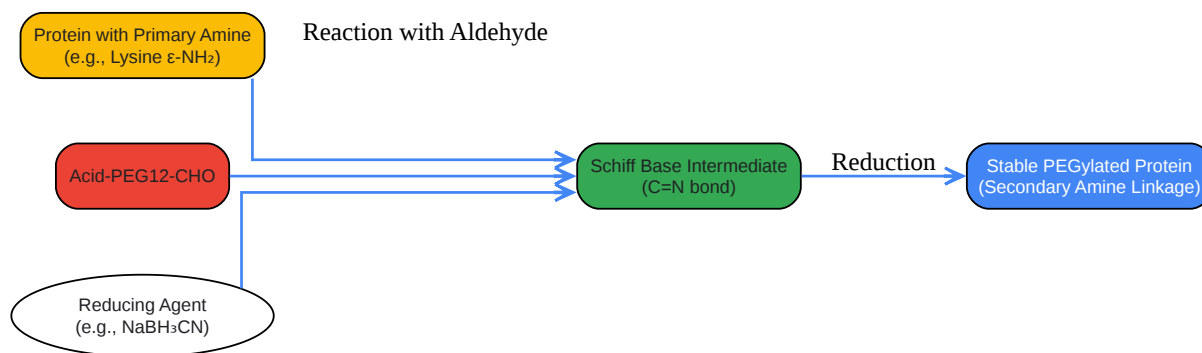 Protein with Primary Amine
(e.g., Lysine ε-NH₂)
Reaction with Aldehyde
Acid-PEG12-CHO
Schiff Base Intermediate
(C=N bond)
Reduction
Stable PEGylated Protein
(Secondary Amine Linkage)
Reducing Agent
(e.g., NaBH₃CN)